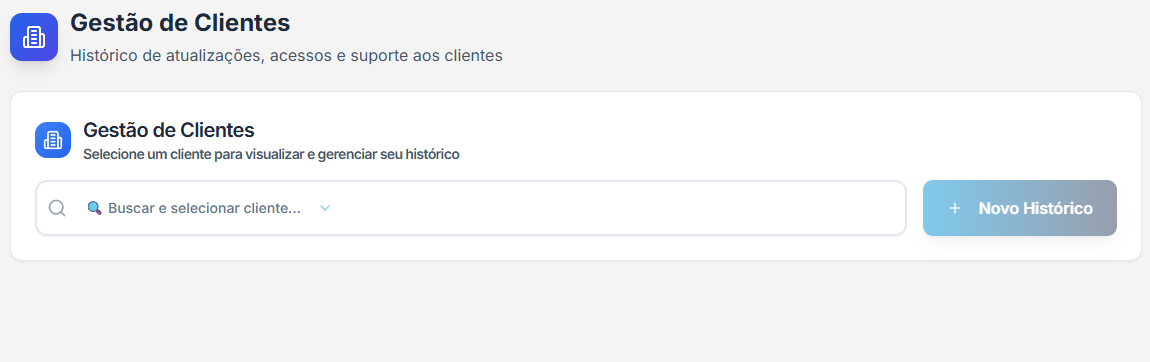 Gestão de Clientes
Histórico de atualizações, acessos e suporte aos clientes
Gestão de Clientes
Selecione um cliente para visualizar e gerenciar seu histórico
🔍 Buscar e selecionar cliente...
+ Novo Histórico